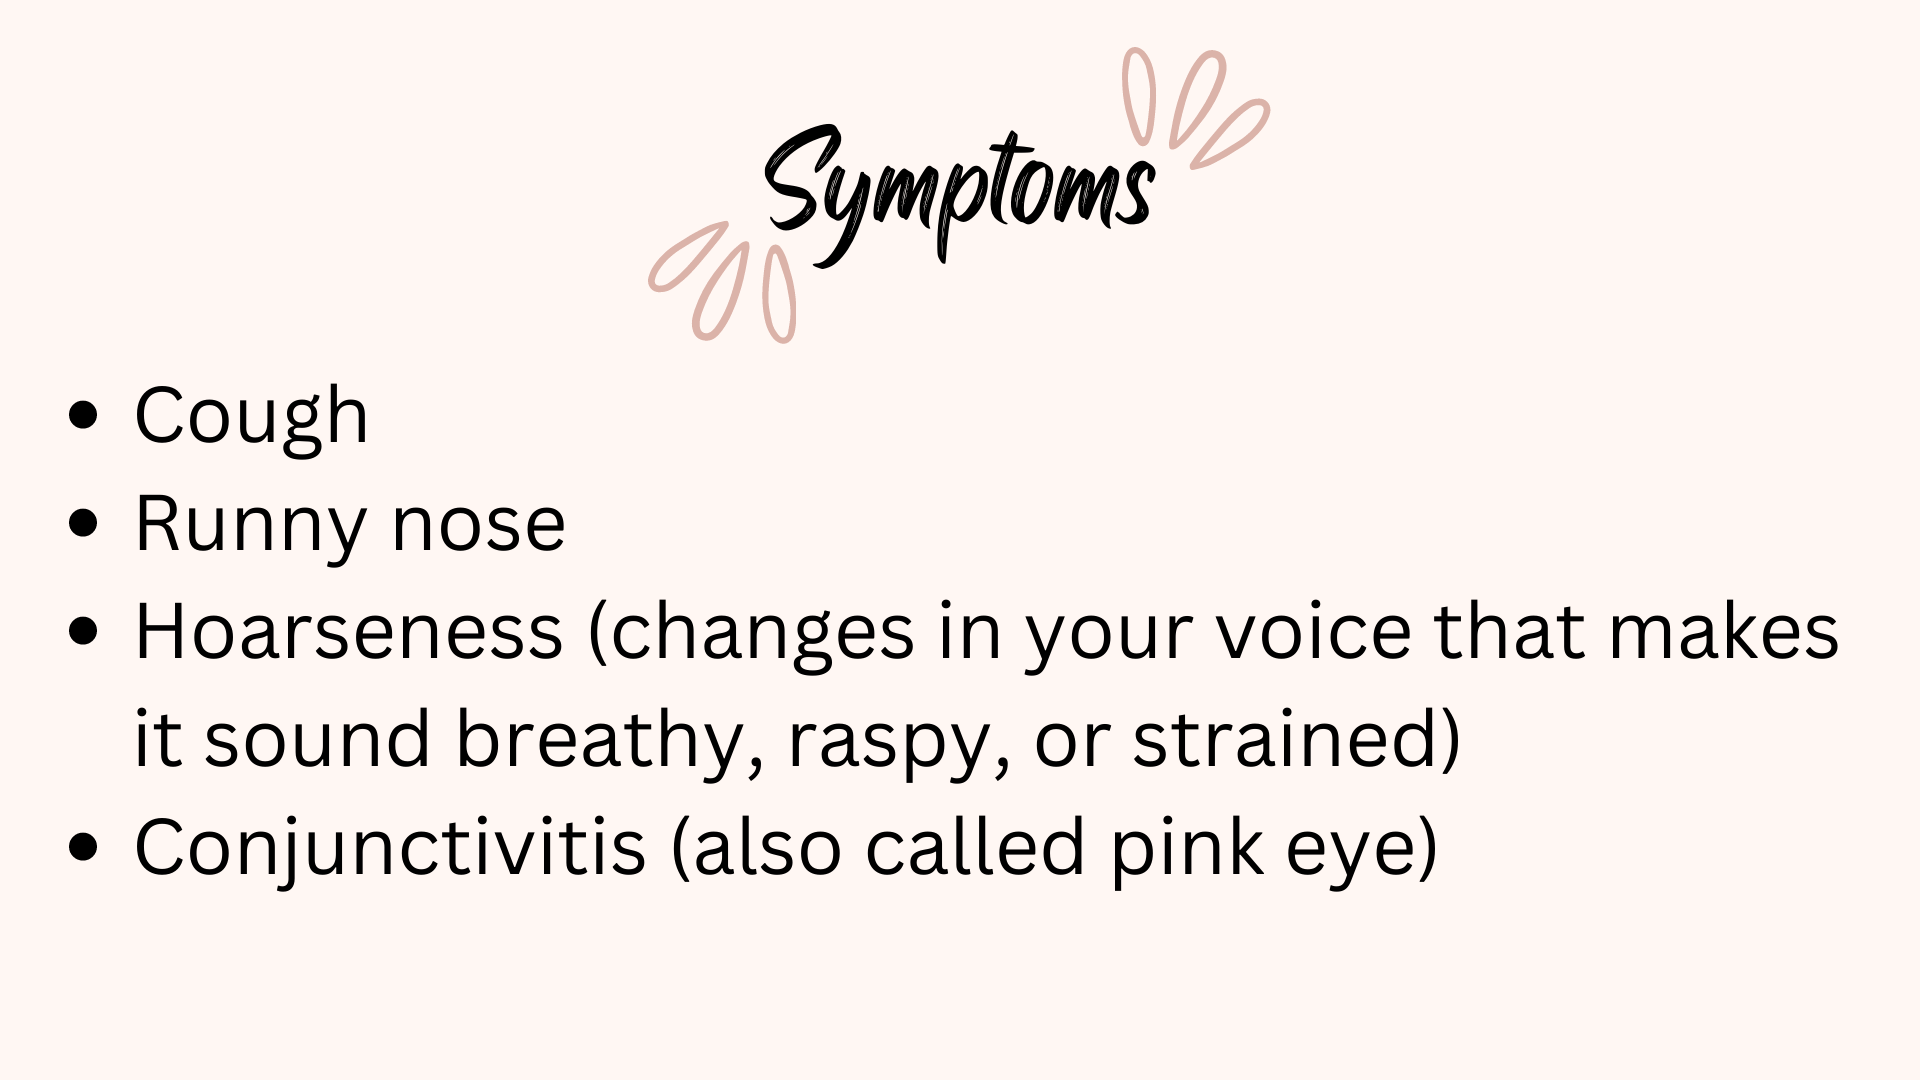 Symptoms
• Cough
• Runny nose
• Hoarseness (changes in your voice that makes
it sound breathy, raspy, or strained)
• Conjunctivitis (also called pink eye)